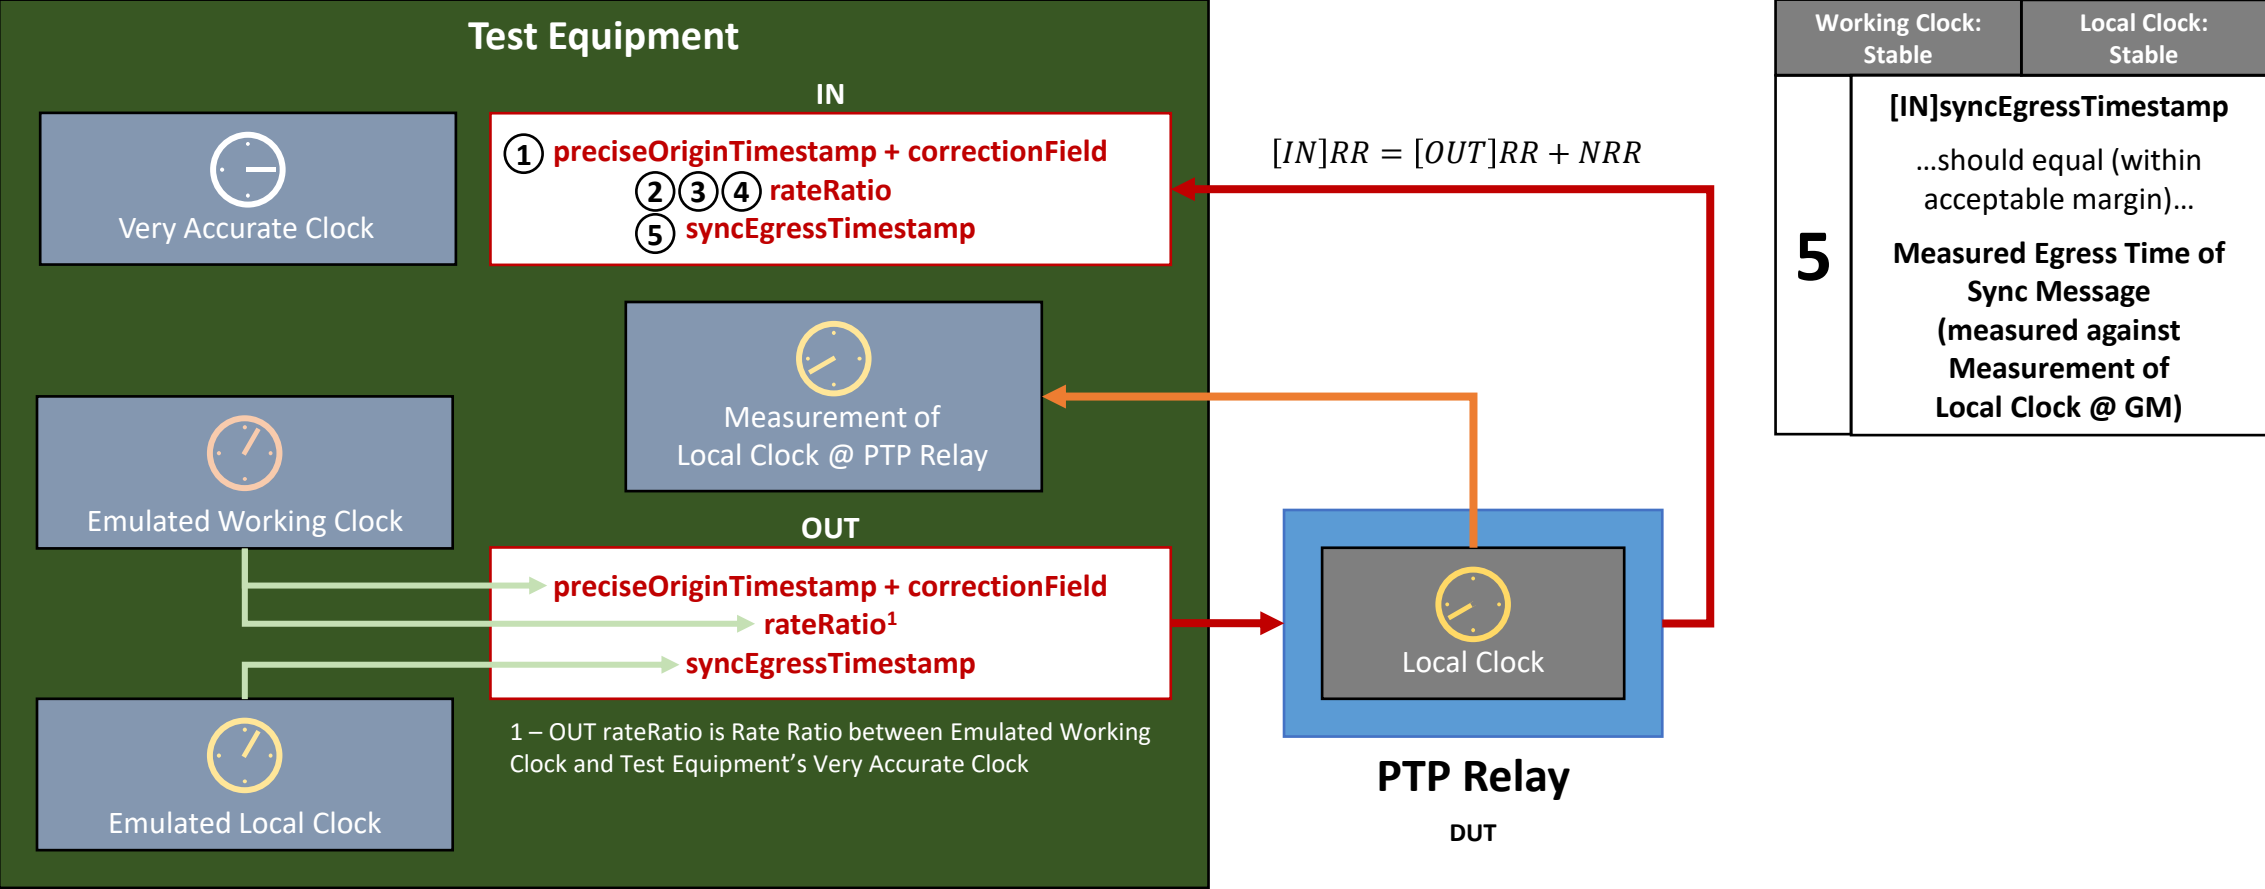 Test Equipment
IN
Very Accurate Clock
① preciseOriginTimestamp + correctionField
② ③ ④ rateRatio
⑤ syncEgressTimestamp
Measurement of
Local Clock @ PTP Relay
Emulated Working Clock
OUT
preciseOriginTimestamp + correctionField
rateRatio¹
syncEgressTimestamp
1 – OUT rateRatio is Rate Ratio between Emulated Working
Clock and Test Equipment’s Very Accurate Clock
Emulated Local Clock
[IN]RR = [OUT]RR + NRR
Local Clock
PTP Relay
DUT
Working Clock:
Stable
Local Clock:
Stable
5
[IN]syncEgressTimestamp
…should equal (within
acceptable margin)…
Measured Egress Time of
Sync Message
(measured against
Measurement of
Local Clock @ GM)